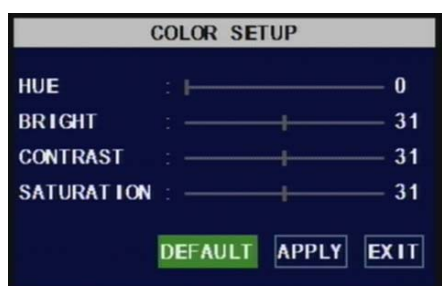 COLOR SETUP
HUE : 0
BRIGHT : 31
CONTRAST : 31
SATURATION : 31
DEFAULT APPLY EXIT